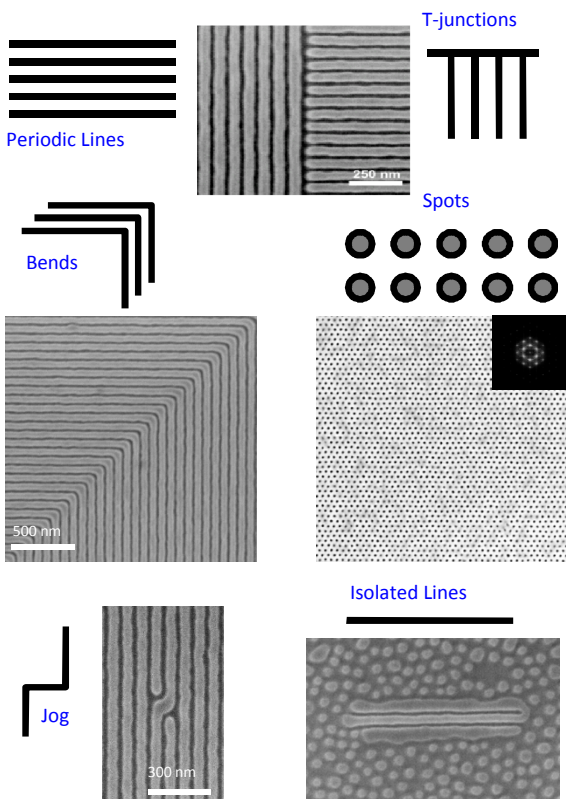 T-junctions
Periodic Lines
250 nm
Spots
Bends
500 nm
Isolated Lines
Jog
300 nm